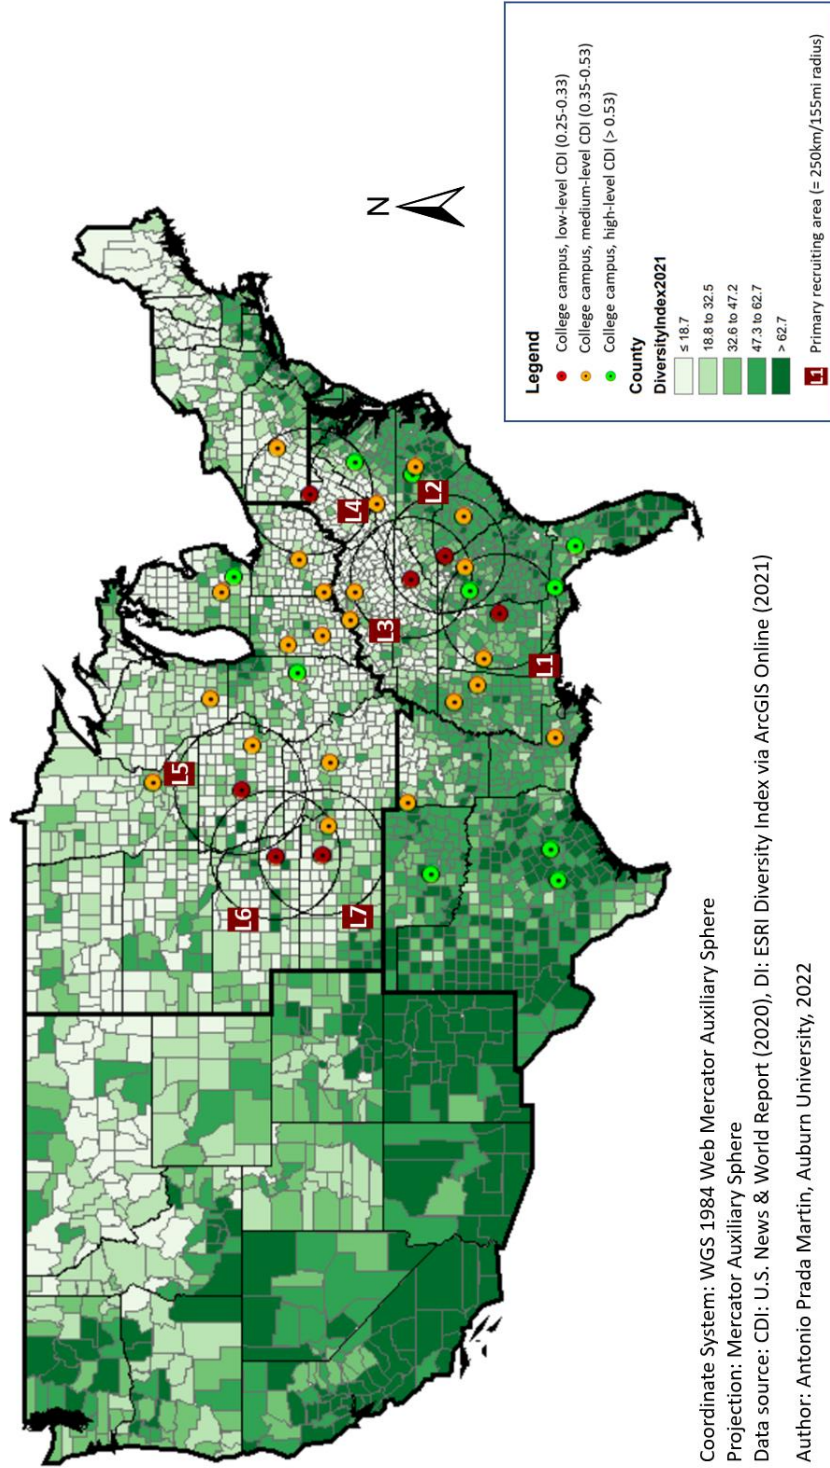 L5
L6
L7
L4
L3
L2
L1
N
Legend
College campus, low-level CDI (0.25-0.33)
College campus, medium-level CDI (0.35-0.53)
College campus, high-level CDI (> 0.53)
County
DiversityIndex2021
≤ 18.7
18.8 to 32.5
32.6 to 47.2
47.3 to 62.7
> 62.7
L1 Primary recruiting area (= 250km/155mi radius)
Coordinate System: WGS 1984 Web Mercator Auxiliary Sphere
Projection: Mercator Auxiliary Sphere
Data source: CDI: U.S. News & World Report (2020), DI: ESRI Diversity Index via ArcGIS Online (2021)
Author: Antonio Prada Martin, Auburn University, 2022